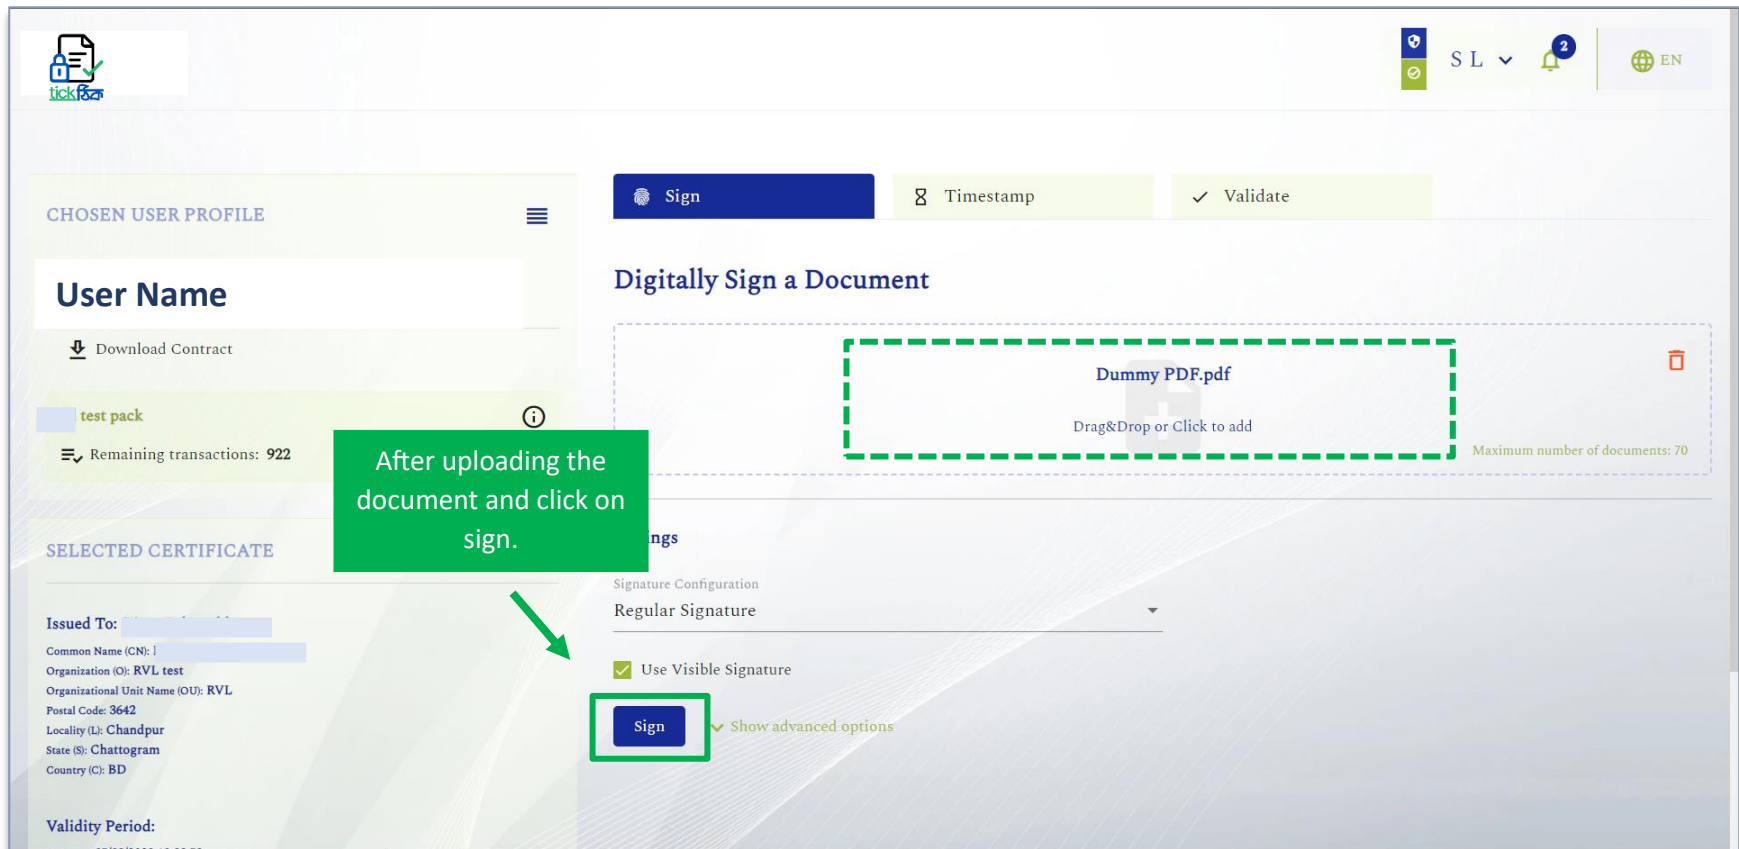 tickঠিক
S L
2
EN
CHOSEN USER PROFILE
User Name
Download Contract
test pack
Remaining transactions: 922
SELECTED CERTIFICATE
Issued To:
Common Name (CN):
Organization (O): RVL test
Organizational Unit Name (OU): RVL
Postal Code: 3642
Locality (L): Chandpur
State (S): Chattogram
Country (C): BD
Validity Period:
Sign
Timestamp
Validate
Digitally Sign a Document
Dummy PDF.pdf
Drag&Drop or Click to add
Maximum number of documents: 70
After uploading the
document and click on
sign.
ngs
Signature Configuration
Regular Signature
Use Visible Signature
Sign
Show advanced options